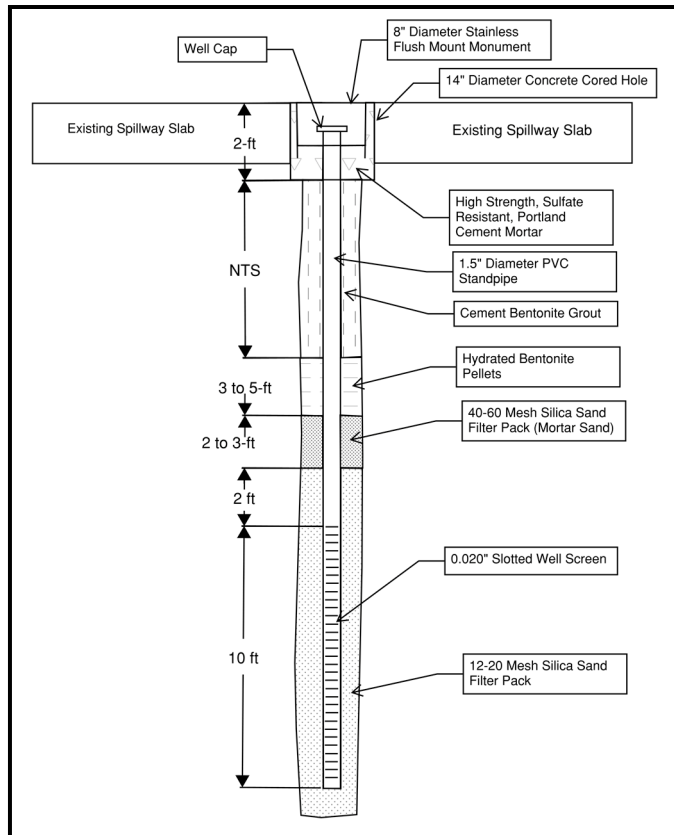 8" Diameter Stainless
Flush Mount Monument
Well Cap
14" Diameter Concrete Cored Hole
Existing Spillway Slab
2-ft
Existing Spillway Slab
High Strength, Sulfate
Resistant, Portland
Cement Mortar
NTS
1.5" Diameter PVC
Standpipe
Cement Bentonite Grout
Hydrated Bentonite
Pellets
3 to 5-ft
40-60 Mesh Silica Sand
Filter Pack (Mortar Sand)
2 to 3-ft
2 ft
0.020" Slotted Well Screen
10 ft
12-20 Mesh Silica Sand
Filter Pack